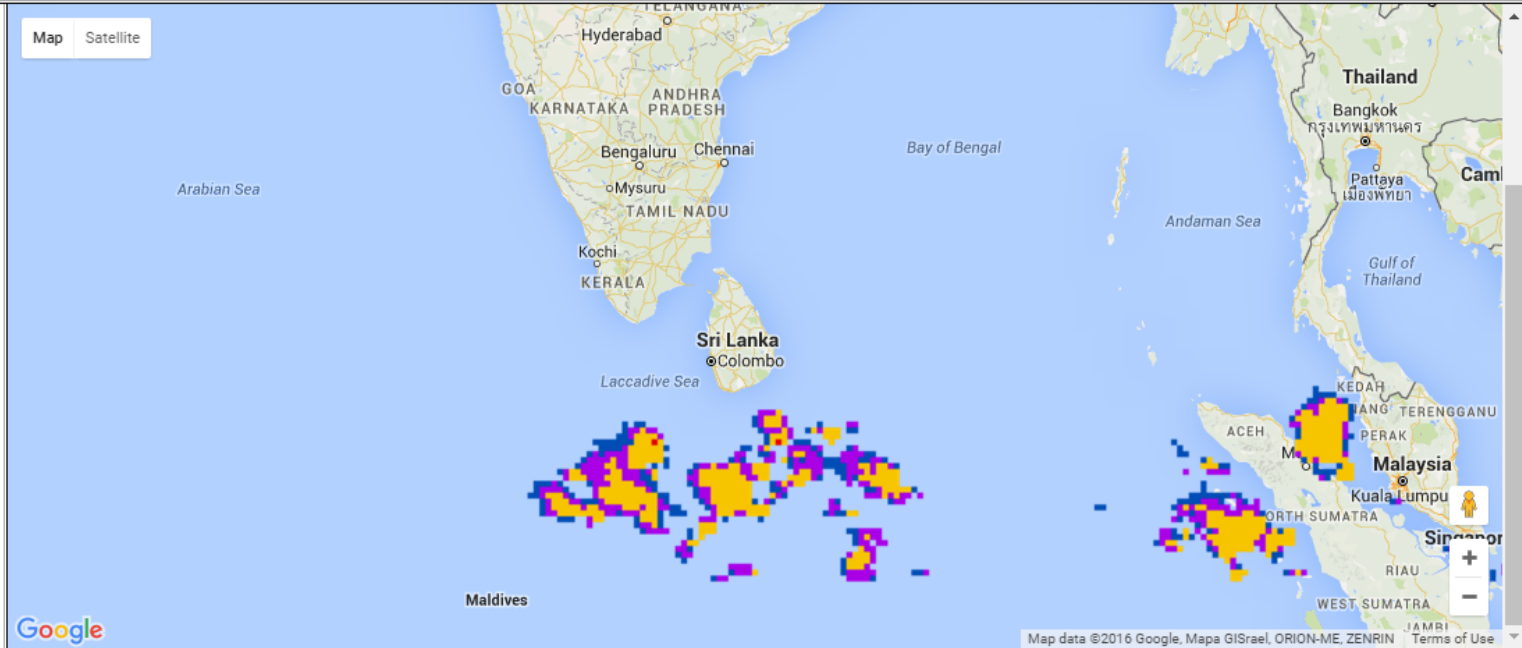 Map Satellite
TELANGANA
Hyderabad
GOA
KARNATAKA
ANDHRA
PRADESH
Bengaluru
Chennai
Mysuru
TAMIL NADU
Kochi
KERALA
Arabian Sea
Bay of Bengal
Sri Lanka
Colombo
Laccadive Sea
Maldives
Thailand
Bangkok
กรุงเทพมหานคร
Pattaya
เมืองพัทยา
Andaman Sea
Gulf of
Thailand
KEDAH
TERENGGANU
ACEH
PERAK
Malaysia
Kuala Lumpu
ORTH SUMATRA
RIAU
WEST SUMATRA
JAMBI
Google
Map data ©2016 Google, Mapa GISrael, ORION-ME, ZENRIN Terms of Use